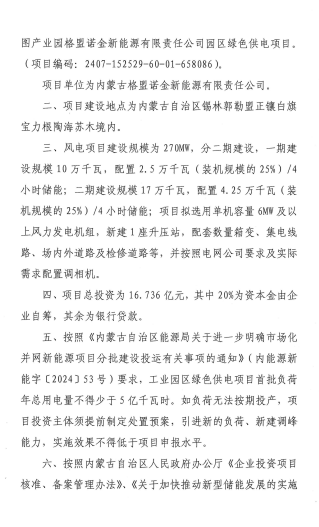 图产业园格盟诺金新能源有限责任公司园区绿色供电项目。
（项目编码：2407-152529-60-01-658086）。
项目单位为内蒙古格盟诺金新能源有限责任公司。
二、项目建设地点为内蒙古自治区锡林郭勒盟正镶白旗
宝力根陶海苏木境内。
三、风电项目建设规模为270MW，分二期建设，一期建
设规模10万千瓦，配置2.5万千瓦（装机规模的25%）/4
小时储能；二期建设规模17万千瓦，配置4.25万千瓦（装
机规模的25%）/4小时储能；项目拟选用单机容量6MW及以
上风力发电机组，新建1座升压站，配套数量箱变、集电线
路、场内外道路及检修道路等，并按照电网公司要求及实际
需求配置调相机。
四、项目总投资为16.736亿元，其中20%为资本金由企
业自筹，其余为银行贷款。
五、按照《内蒙古自治区能源局关于进一步明确市场化
并网新能源项目分批建设投运有关事项的通知》（内能源新
能字〔2024〕53号）要求，工业园区绿色供电项目首批负荷
年总用电量不得少于5亿千瓦时。如负荷无法按期投产，项
目投资主体须提前制定处置预案，引进新的负荷、新建调峰
能力，实施效果不得低于项目申报水平。
六、按照内蒙古自治区人民政府办公厅《企业投资项目
核准、备案管理办法》、《关于加快推动新型储能发展的实施